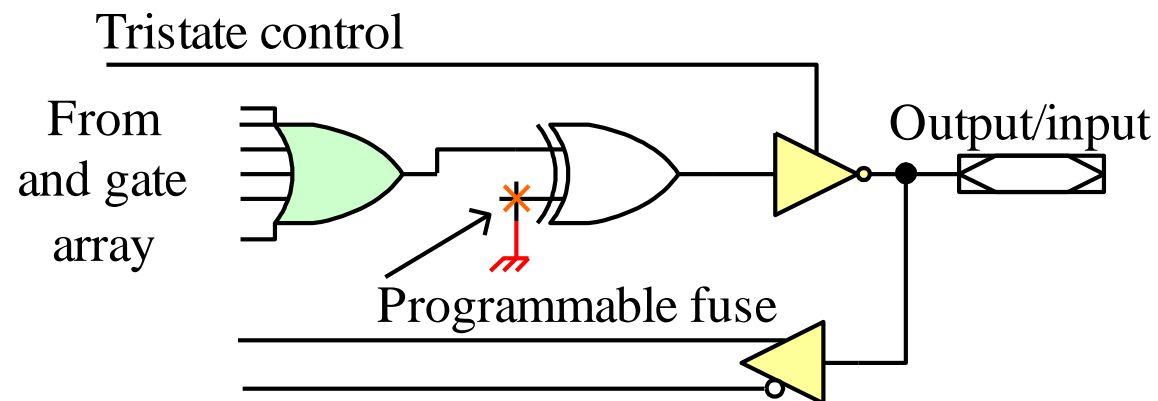 Tristate control
From
and gate
array
Output/input
Programmable fuse